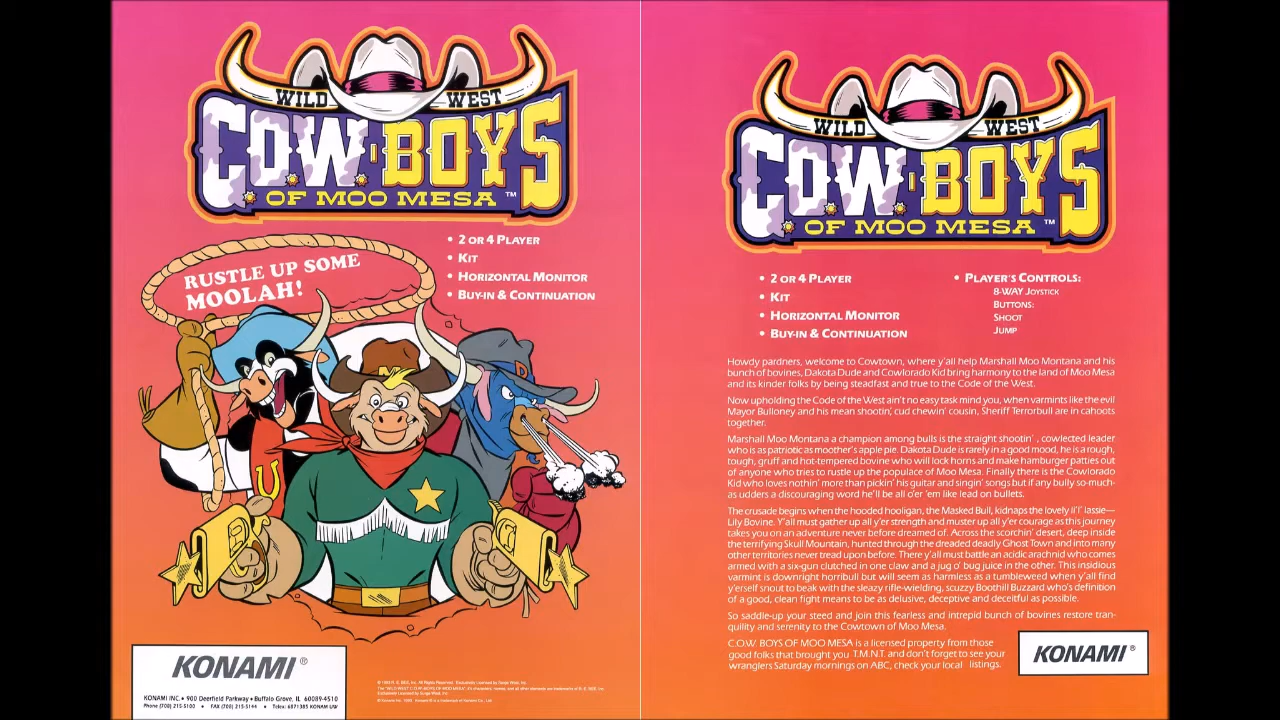 WILD WEST
C.O.W.-BOYS
OF MOO MESA™
• 2 OR 4 PLAYER
• KIT
• HORIZONTAL MONITOR
• BUY-IN & CONTINUATION
RUSTLE UP SOME
MOOLAH!
KONAMI®
KONAMI INC. • 900 Deerfield Parkway • Buffalo Grove, IL 60089-4510
Phone (708) 215-5100 • FAX (708) 215-5144 • Telex: 6871385 KONAM UW
WILD WEST
C.O.W.-BOYS
OF MOO MESA™
• 2 OR 4 PLAYER
• KIT
• HORIZONTAL MONITOR
• BUY-IN & CONTINUATION
• PLAYER'S CONTROLS:
8-WAY JOYSTICK
BUTTONS:
SHOOT
JUMP
Howdy pardners, welcome to Cowtown, where y'all help Marshall Moo Montana and his
bunch of bovines, Dakota Dude and Cowlorado Kid bring harmony to the land of Moo Mesa
and its kinder folks by being steadfast and true to the Code of the West.
Now upholding the Code of the West ain't no easy task mind you, when varmints like the evil
Mayor Bulloney and his mean shootin', cud chewin' cousin, Sheriff Terrorbull are in cahoots
together.
Marshall Moo Montana a champion among bulls is the straight shootin' , cowlected leader
who is as patriotic as moother's apple pie. Dakota Dude is rarely in a good mood, he is a rough,
tough, gruff and hot-tempered bovine who will lock horns and make hamburger patties out
of anyone who tries to rustle up the populace of Moo Mesa. Finally there is the Cowlorado
Kid who loves nothin' more than pickin' his guitar and singin' songs but if any bully so-much-
as udders a discouraging word he'll be all o'er 'em like lead on bullets.
The crusade begins when the hooded hooligan, the Masked Bull, kidnaps the lovely li'l' lassie—
Lily Bovine. Y'all must gather up all y'er strength and muster up all y'er courage as this journey
takes you on an adventure never before dreamed of. Across the scorchin' desert, deep inside
the terrifying Skull Mountain, hunted through the dreaded deadly Ghost Town and into many
other territories never tread upon before. There y'all must battle an acidic arachnid who comes
armed with a six-gun clutched in one claw and a jug o' bug juice in the other. This insidious
varmint is downright horribull but will seem as harmless as a tumbleweed when y'all find
y'erself snout to beak with the sleazy rifle-wielding, scuzzy Boothill Buzzard who's definition
of a good, clean fight means to be as delusive, deceptive and deceitful as possible.
So saddle-up your steed and join this fearless and intrepid bunch of bovines restore tran-
quility and serenity to the Cowtown of Moo Mesa.
C.O.W. BOYS OF MOO MESA is a licensed property from those
good folks that brought you T.M.N.T. and don't forget to see your
wranglers Saturday mornings on ABC, check your local listings.
KONAMI®